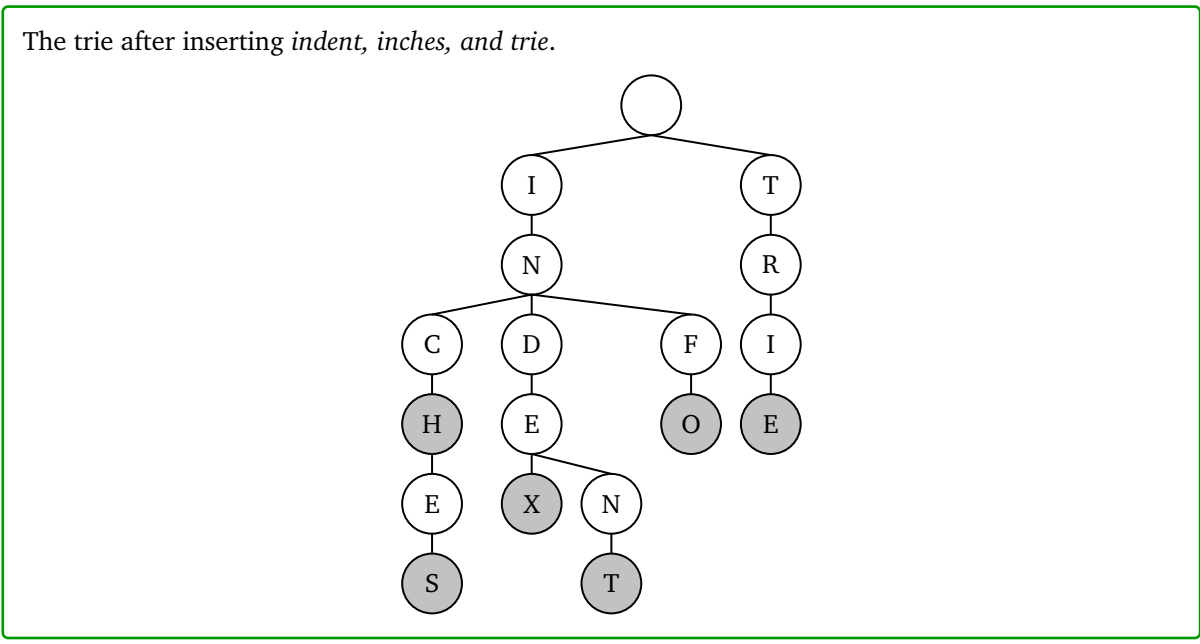 The trie after inserting indent, inches, and trie.
I T
N R
C D F I
H E O E
E X N
S T